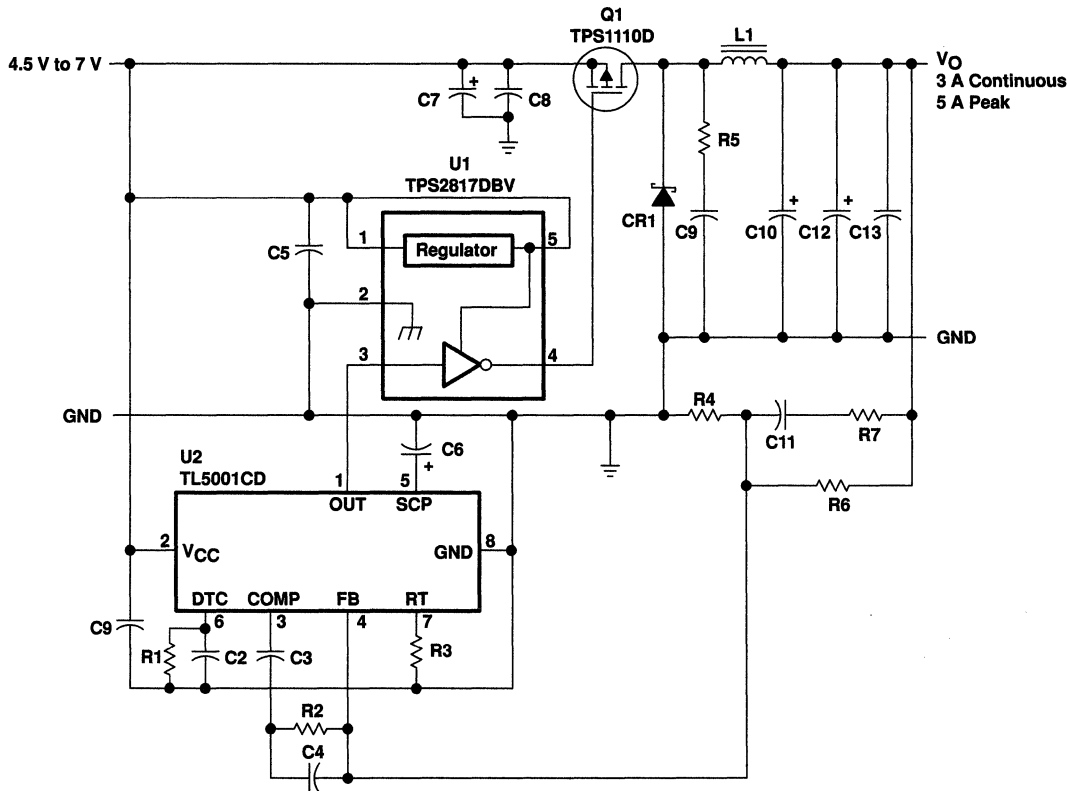 Q1
TPS1110D
L1
4.5 V to 7 V
VO
3 A Continuous
5 A Peak
C7
+
C8
R5
U1
TPS2817DBV
CR1
C9
C10
+
C12
+
C13
C5
1
Regulator
5
2
3
4
GND
GND
R4
C11
R7
C6
+
R6
U2
TL5001CD
1
5
OUT
SCP
2
VCC
GND
8
DTC
COMP
FB
RT
6
3
4
7
C9
R1
C2
C3
R3
R2
C4